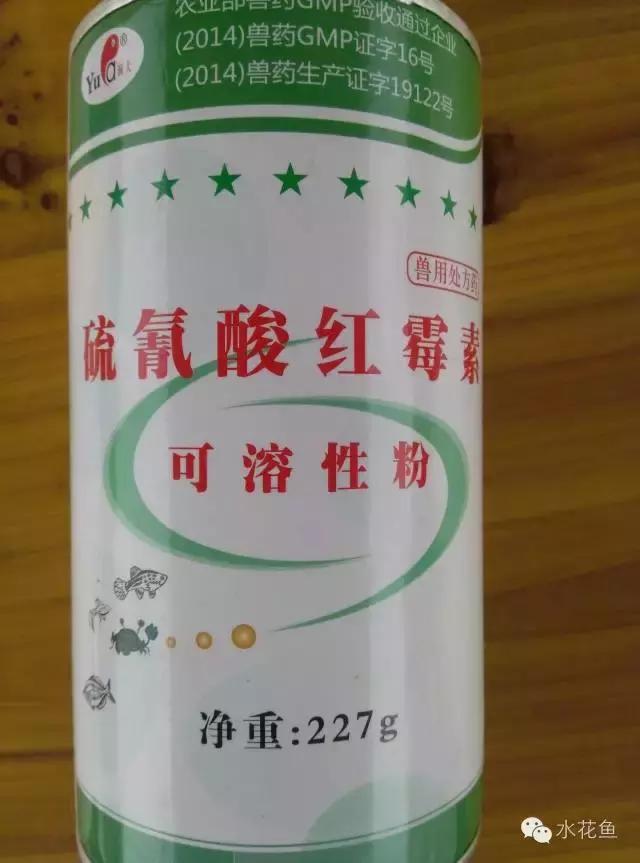 农业部兽药GMP验收通过企业
(2014)兽药GMP证字16号
(2014)兽药生产证字19122号
Yuda
®
渔大
兽用处方药
硫氰酸红霉素
可溶性粉
净重:227g
水花鱼